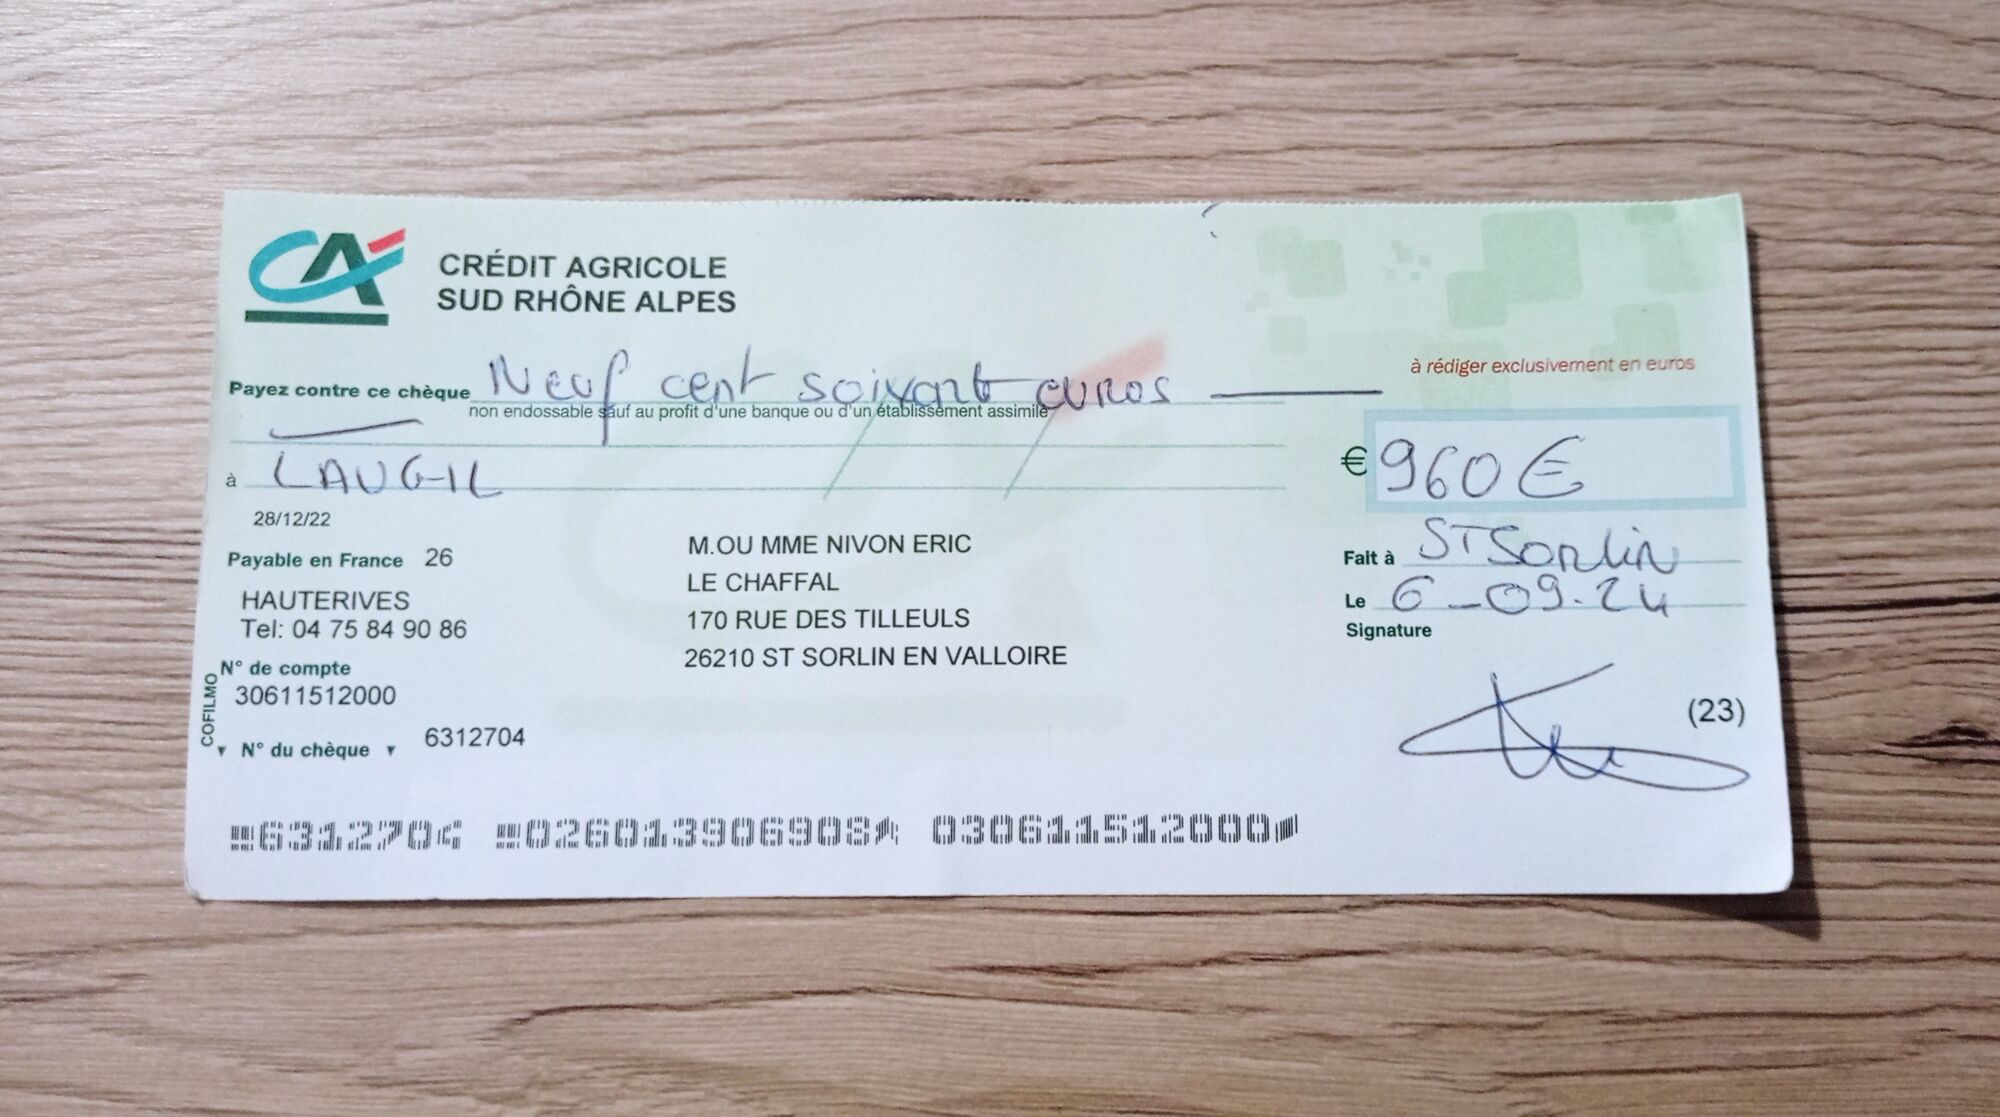 CA
CRÉDIT AGRICOLE
SUD RHÔNE ALPES
à rédiger exclusivement en euros
Payez contre ce chèque Neuf cent soixant euros
non endossable sauf au profit d'une banque ou d'un établissement assimilé
à LAUGIL
€ 960 €
28/12/22
Payable en France 26
HAUTERIVES
Tel: 04 75 84 90 86
N° de compte
30611512000
N° du chèque 6312704
COFILMO
M.OU MME NIVON ERIC
LE CHAFFAL
170 RUE DES TILLEULS
26210 ST SORLIN EN VALLOIRE
Fait à ST SORLIN
Le 6-09.24
Signature
(23)
6312704 026013906908 030611512000